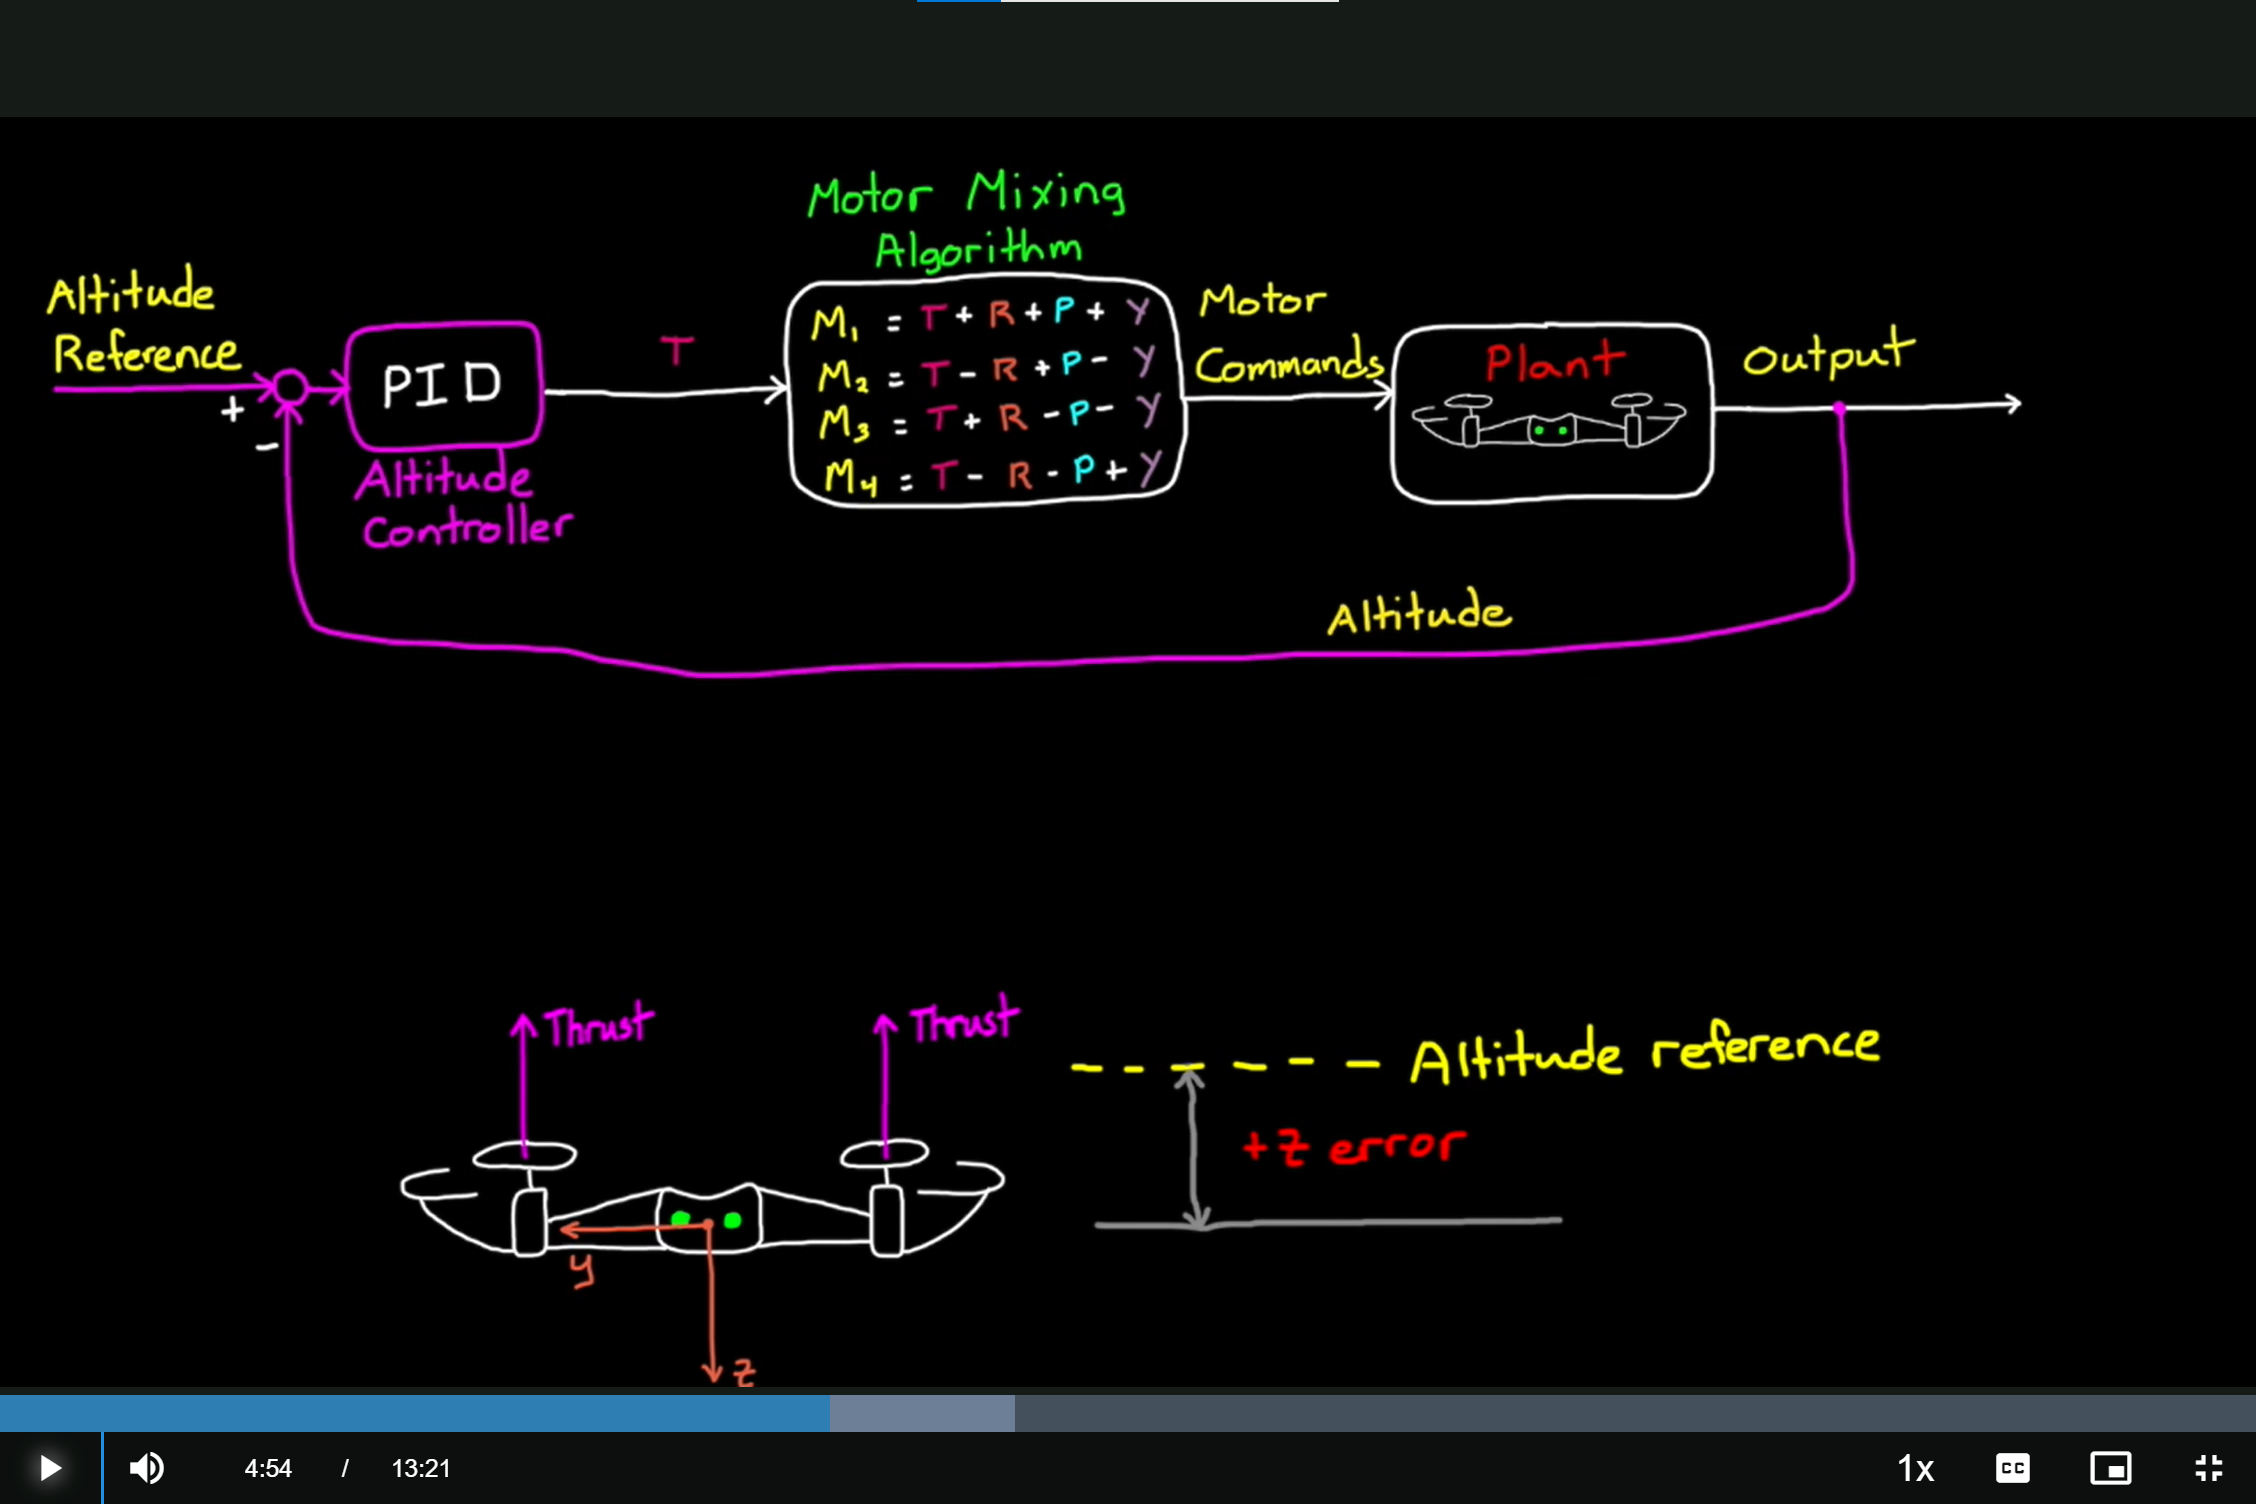 Motor Mixing
Algorithm
Altitude
Reference
+
-
PID
Altitude
Controller
T
M₁ = T + R + P + Y
M₂ = T - R + P - Y
M₃ = T + R - P - Y
M₄ = T - R - P + Y
Motor
Commands
Plant
Output
Altitude
Thrust
Thrust
Altitude reference
+z error
y
z
4:54 / 13:21
1x
CC